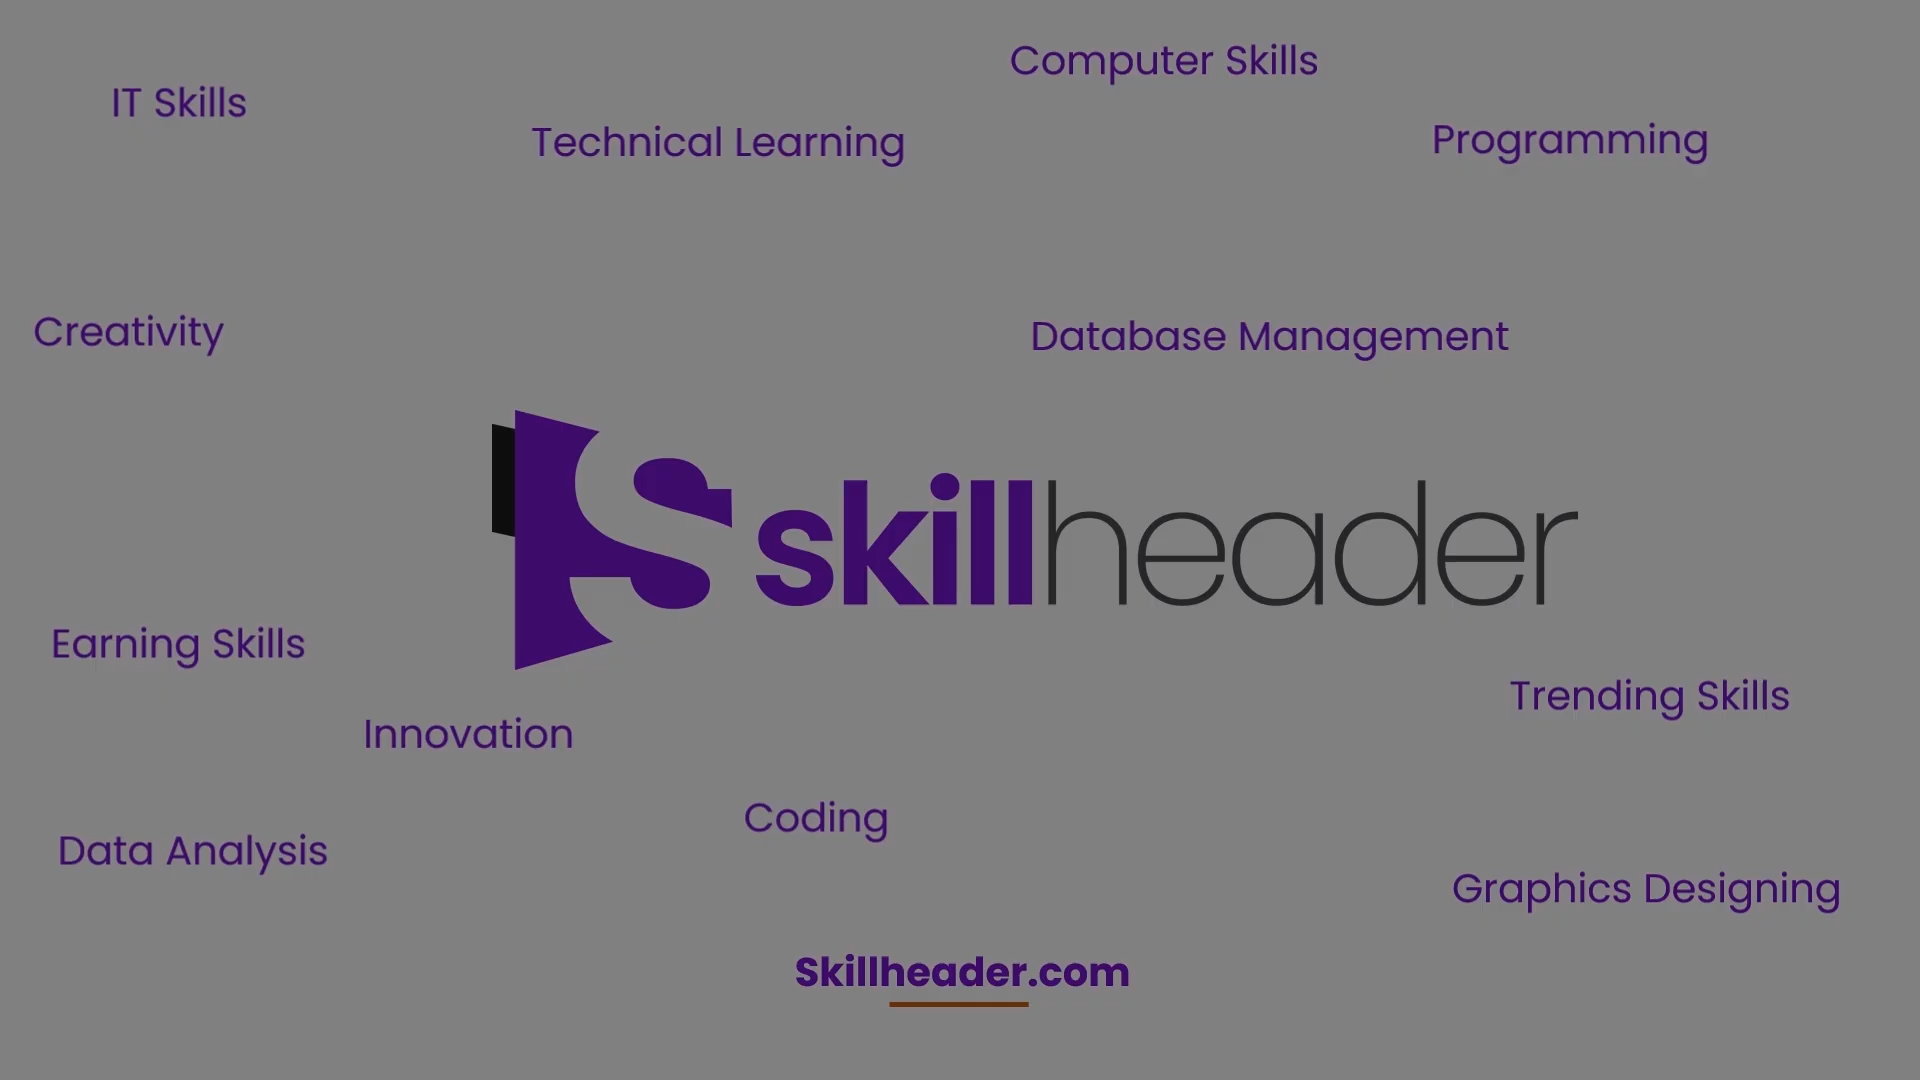 Computer Skills
IT Skills
Technical Learning
Programming
Creativity
Database Management
skillheader
Earning Skills
Trending Skills
Innovation
Coding
Data Analysis
Graphics Designing
Skillheader.com